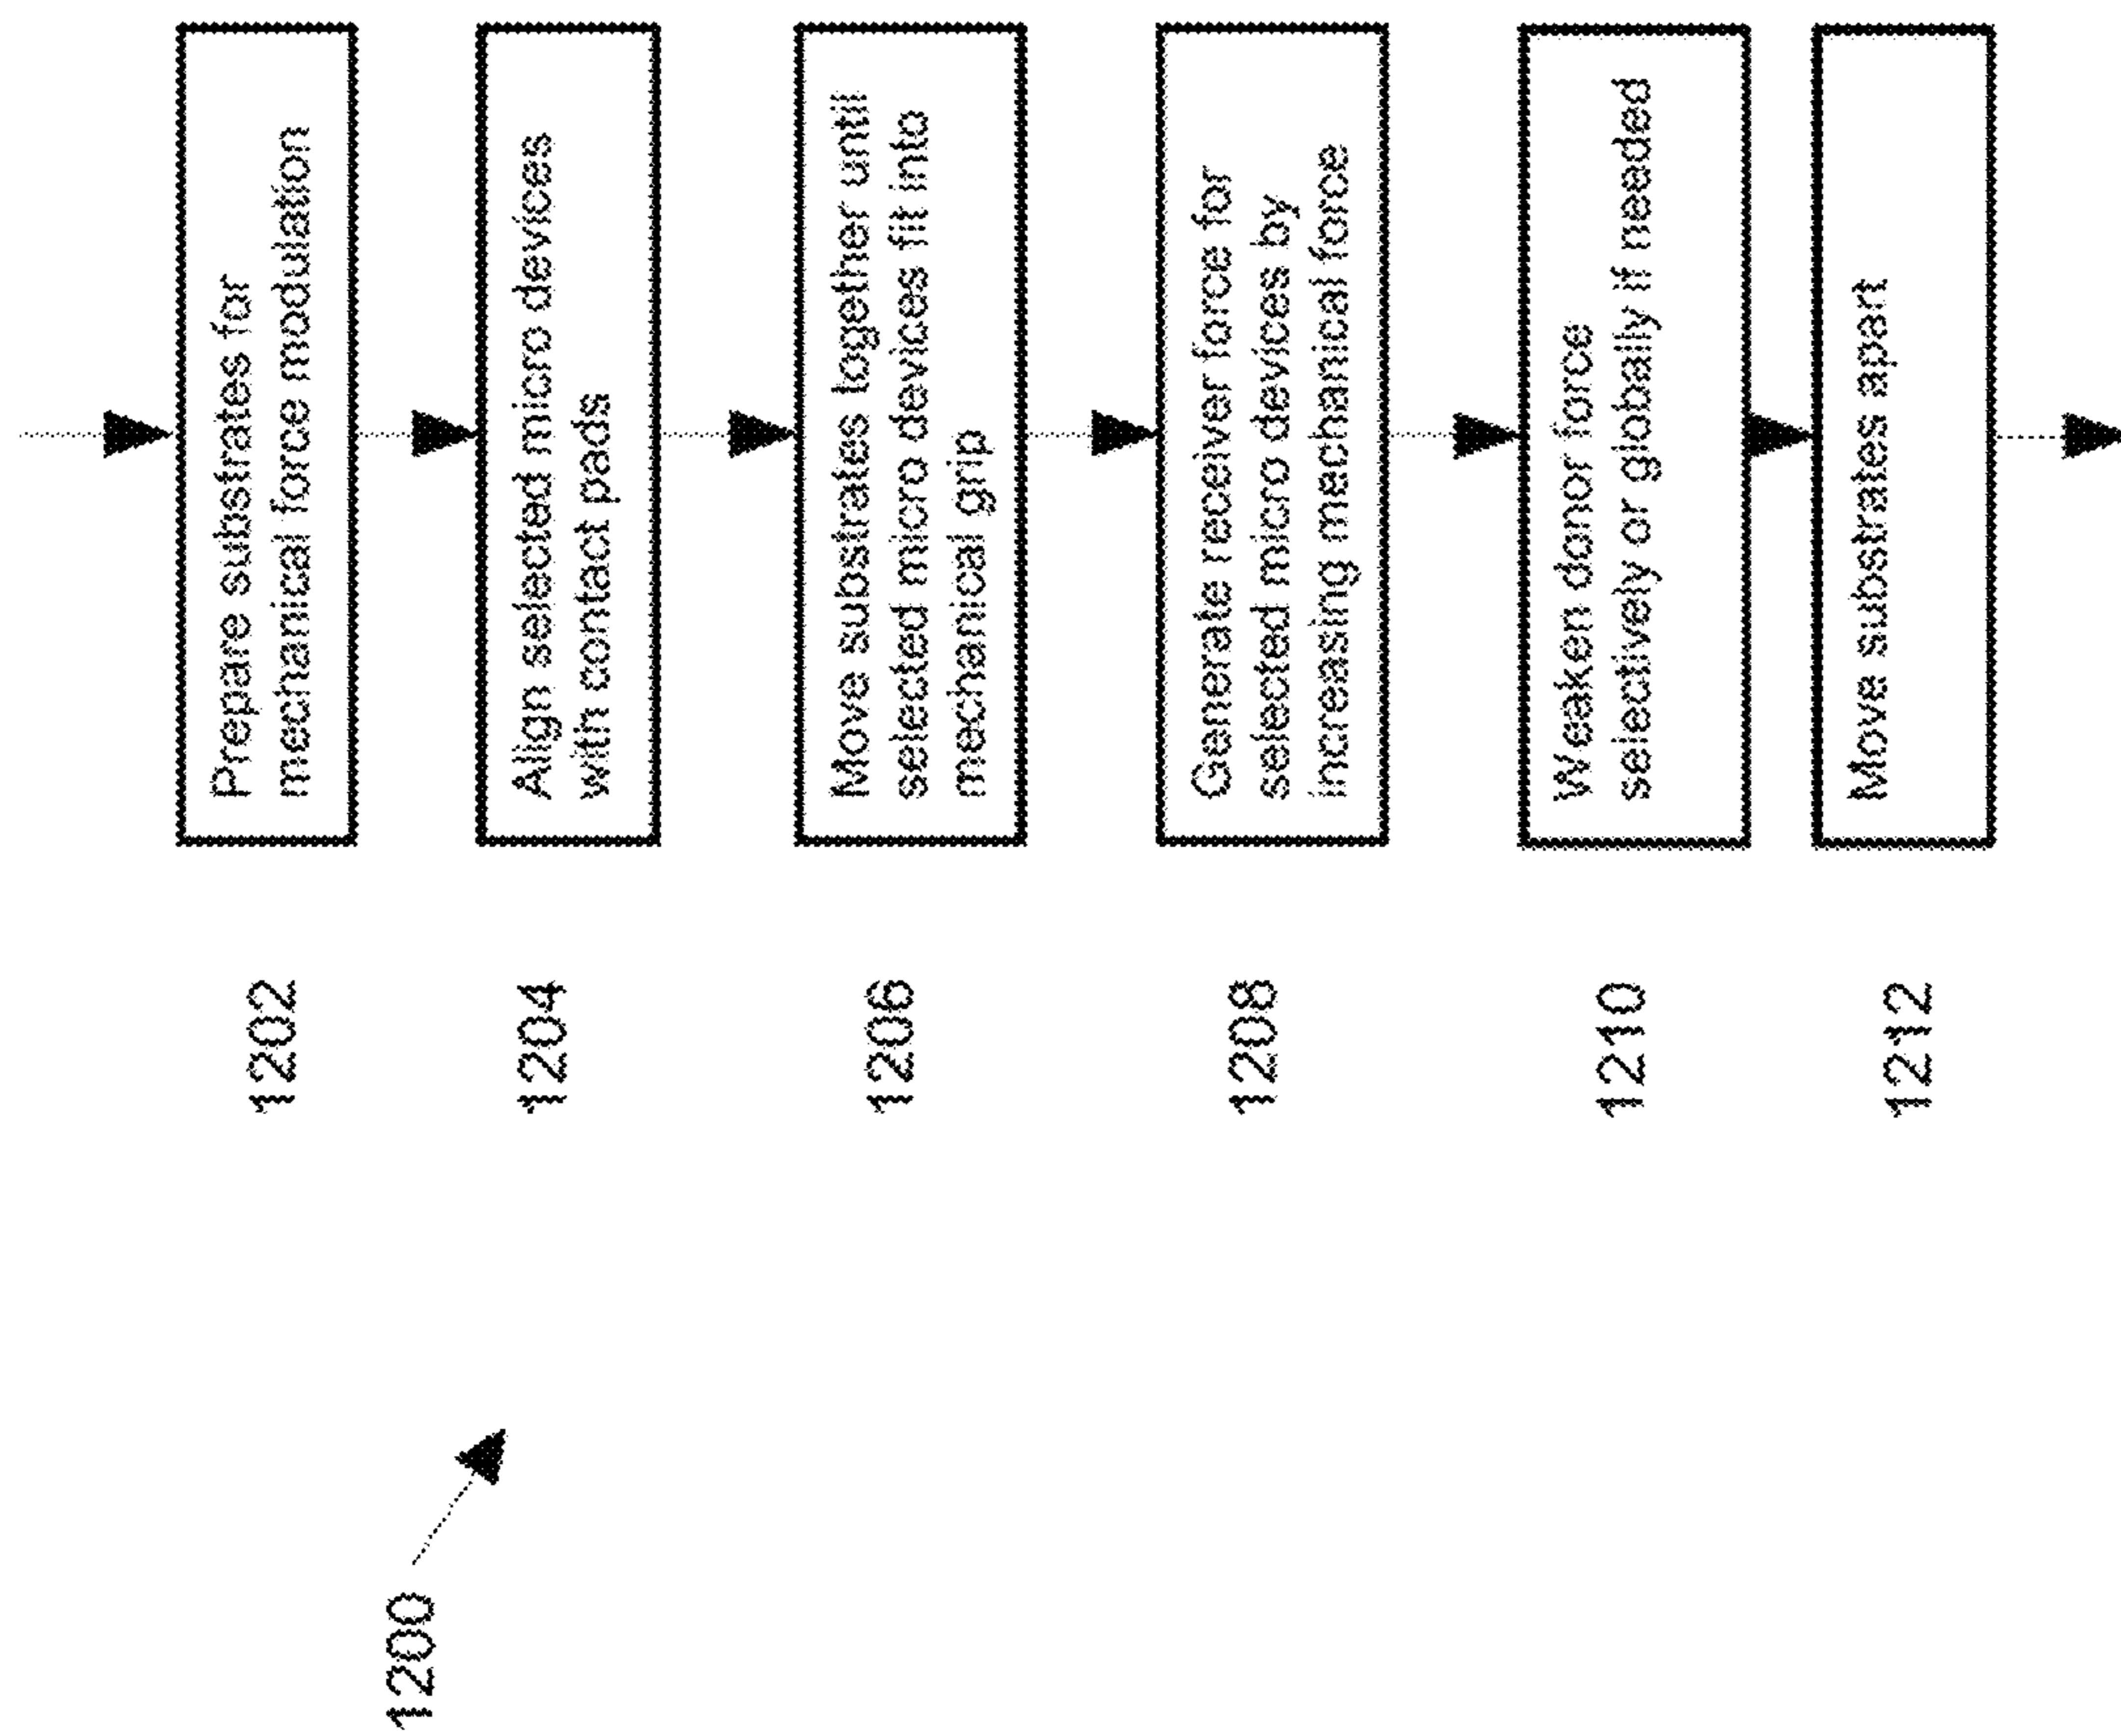 1200
1202
Prepare substrates for
mechanical force modulation
1204
Align selected micro devices
with contact pads
1206
Move substrates together until
selected micro devices fit into
mechanical grip
1208
Generate receiver force for
selected micro devices by
increasing mechanical force
1210
Weaken donor force
selectively or globally if needed
1212
Move substrates apart